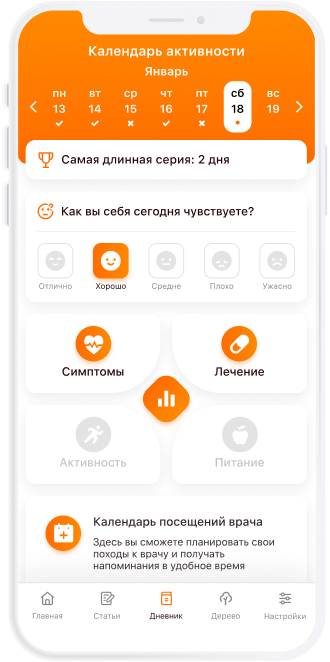 Календарь активности
Январь
пн вт ср чт пт сб вс
13 14 15 16 17 18 19
Самая длинная серия: 2 дня
Как вы себя сегодня чувствуете?
Отлично Хорошо Средне Плохо Ужасно
Симптомы Лечение
Активность Питание
Календарь посещений врача
Здесь вы сможете планировать свои
походы к врачу и получать
напоминания в удобное время
Главная Статьи Дневник Дерево Настройки